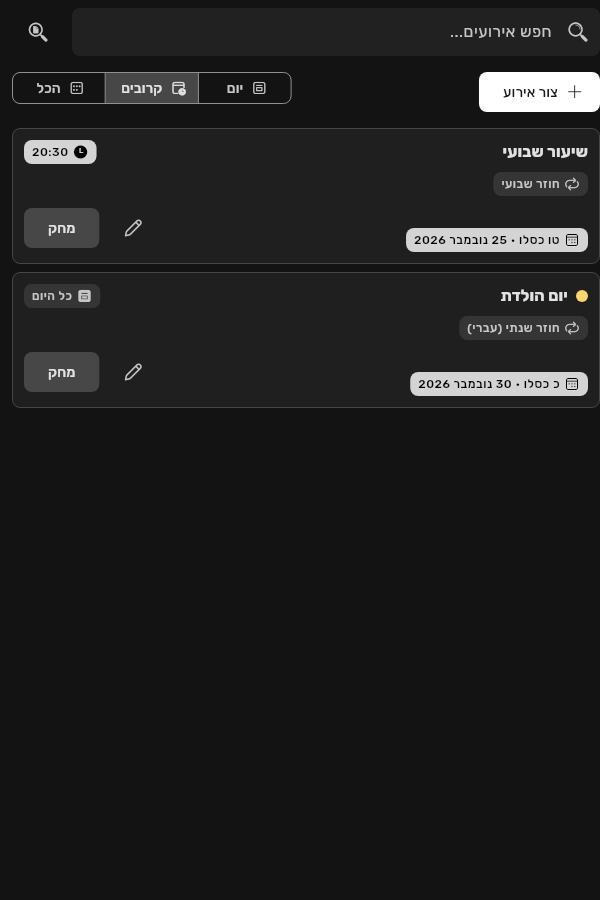 חפש אירועים...
צור אירוע
יום
קרובים
הכל
שיעור שבועי
20:30
חוזר שבועי
טו כסלו • 25 נובמבר 2026
מחק
יום הולדת
כל היום
חוזר שנתי (עברי)
כ כסלו • 30 נובמבר 2026
מחק